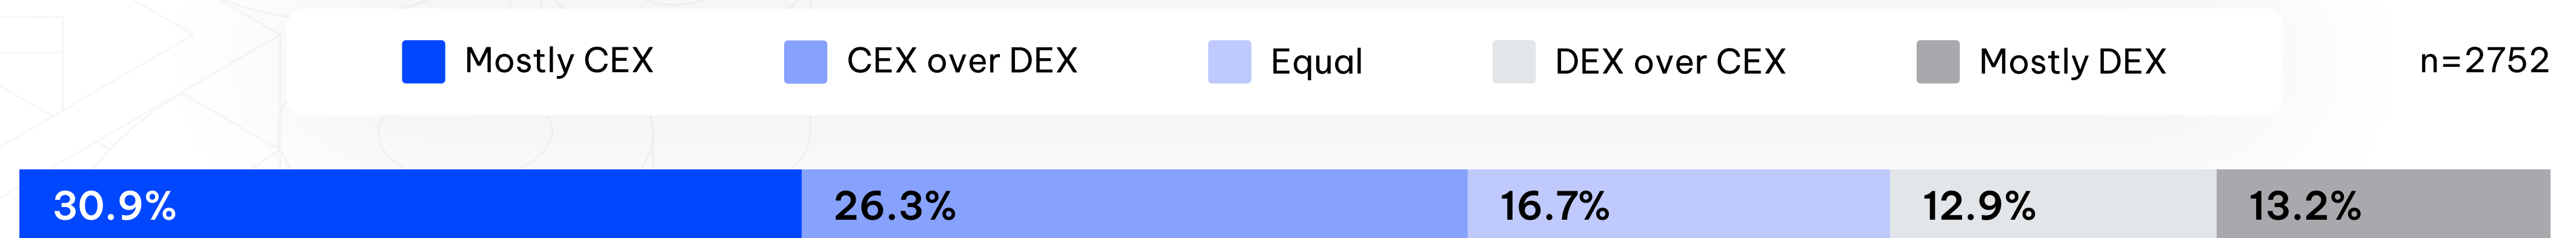 Mostly CEX CEX over DEX Equal DEX over CEX Mostly DEX n=2752
30.9% 26.3% 16.7% 12.9% 13.2%